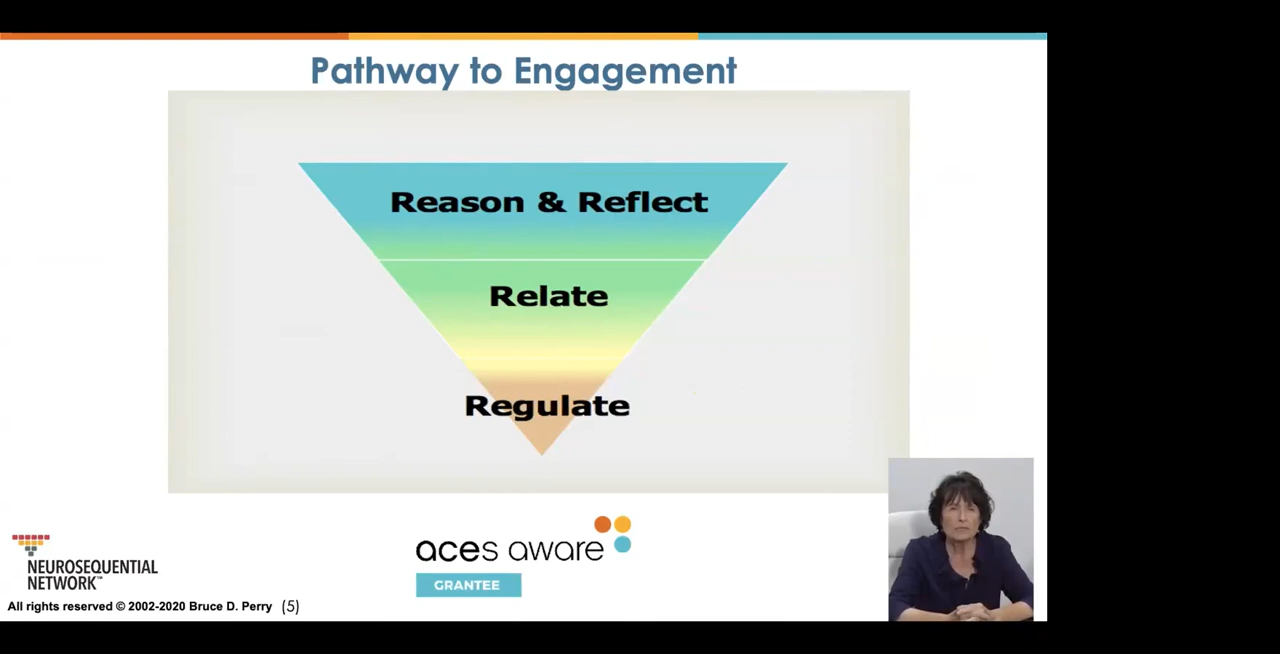 Pathway to Engagement
Reason & Reflect
Relate
Regulate
NEUROSEQUENTIAL
NETWORK™
aces aware
GRANTEE
All rights reserved © 2002-2020 Bruce D. Perry (5)